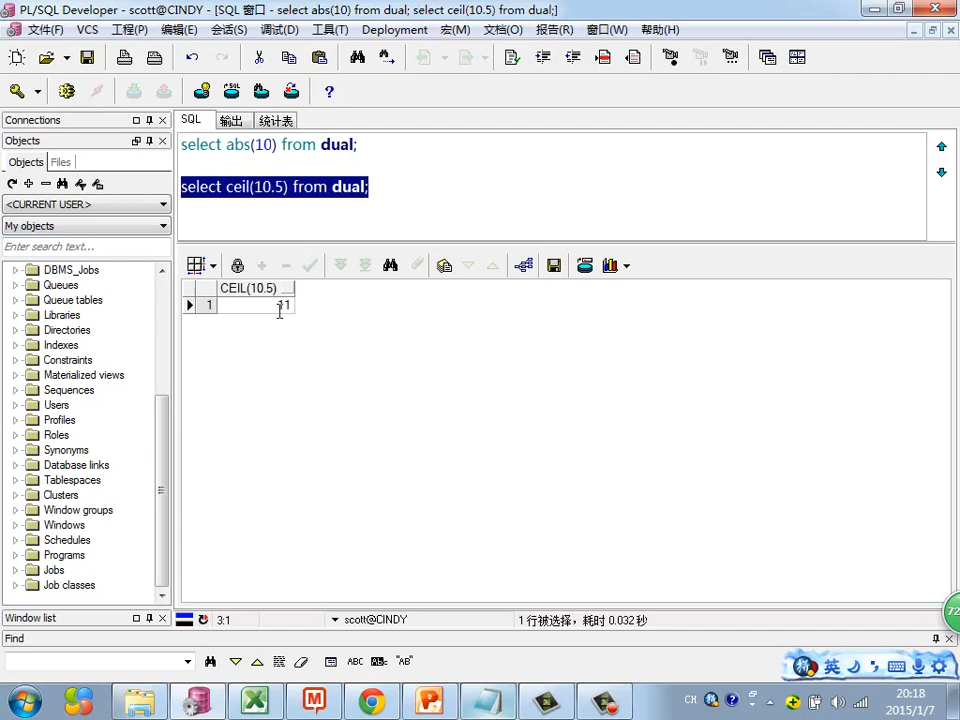 PL/SQL Developer - scott@CINDY - [SQL 窗口 - select abs(10) from dual; select ceil(10.5) from dual;]
文件(F) VCS 工程(P) 编辑(E) 会话(S) 调试(D) 工具(T) Deployment 宏(M) 文档(O) 报告(R) 窗口(W) 帮助(H)
Connections
Objects
Objects Files
<CURRENT USER>
My objects
Enter search text...
DBMS_Jobs
Queues
Queue tables
Libraries
Directories
Indexes
Constraints
Materialized views
Sequences
Users
Profiles
Roles
Synonyms
Database links
Tablespaces
Clusters
Window groups
Windows
Schedules
Programs
Jobs
Job classes
SQL 输出 统计表
select abs(10) from dual;
select ceil(10.5) from dual;
CEIL(10.5)
1 11
Window list
3:1 scott@CINDY 1 行被选择, 耗时 0.032 秒
Find
ABC ABc "AB"
英
72
CH 20:18
2015/1/7